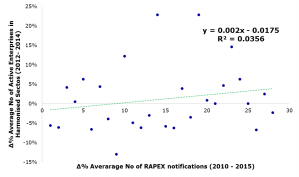 25%
20%
15%
10%
5%
0%
-5%
-10%
-15%
Δ% Average No of Active Enterprises in
Harmonised Sectos (2012- 2014)
y = 0.002x - 0.0175
R² = 0.0356
0 5 10 15 20 25 30
Δ% Averarage No of RAPEX notifications (2010 – 2015)